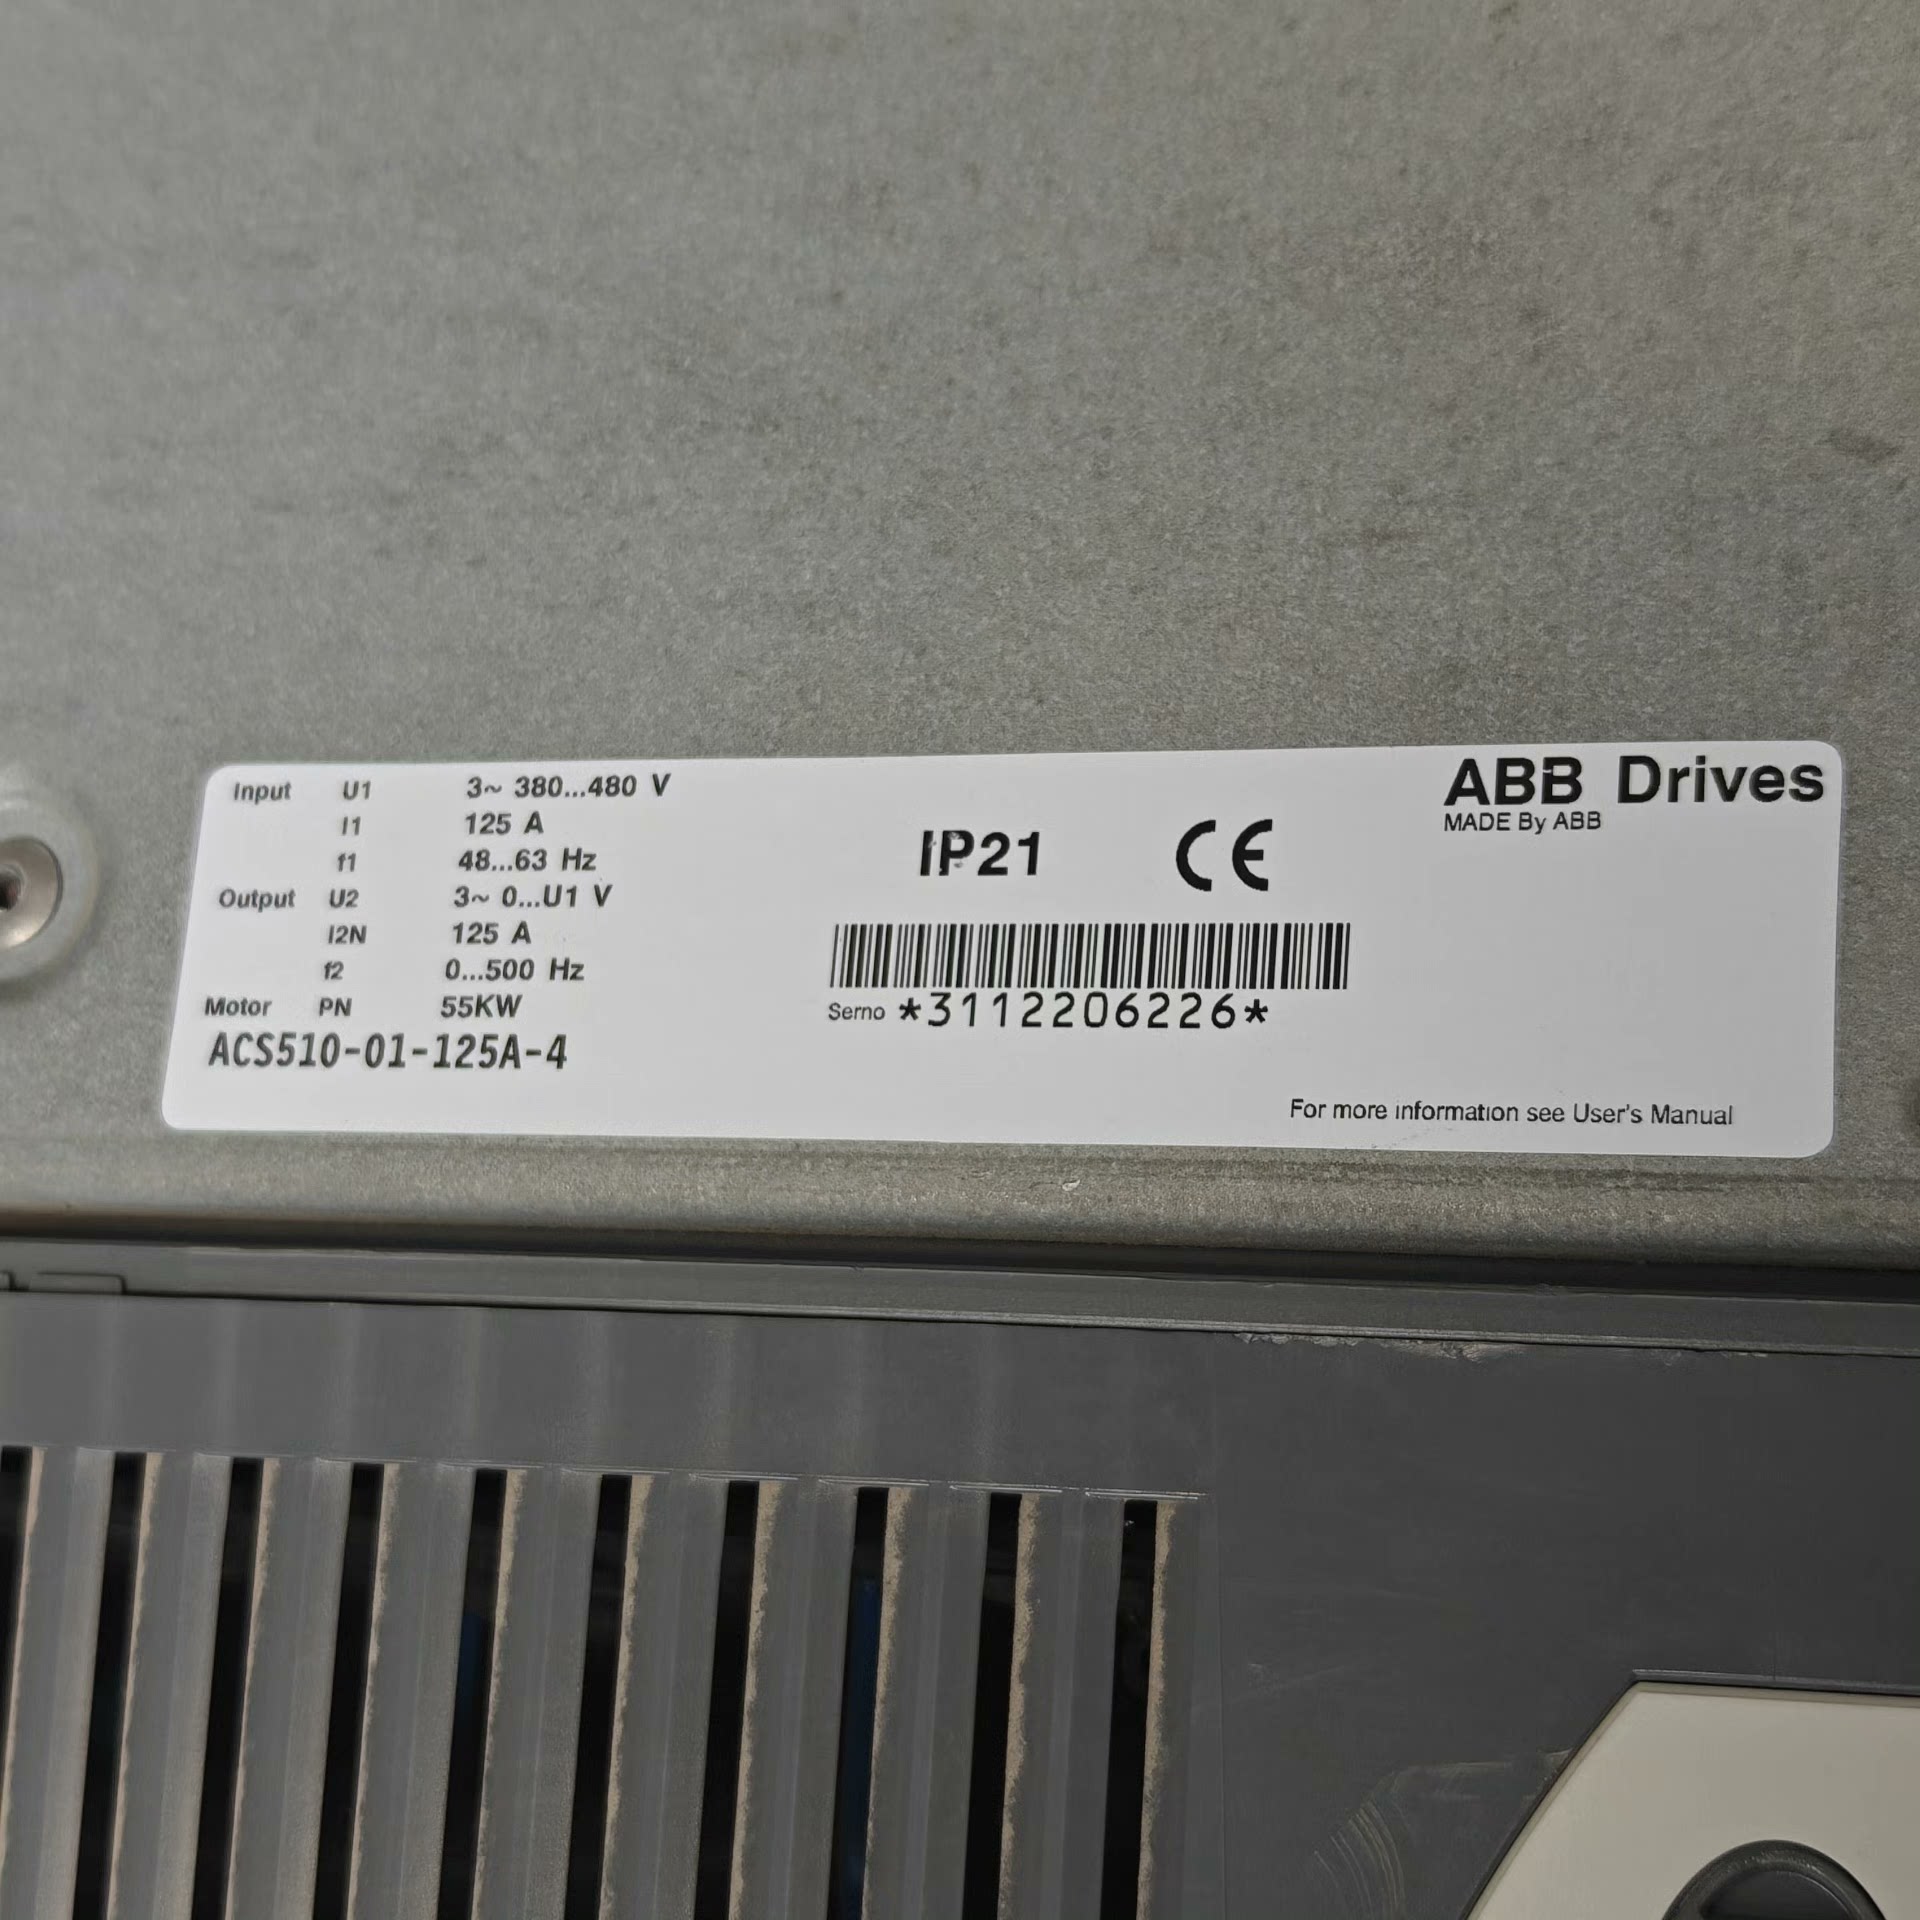 Input U1 3~ 380...480 V
I1 125 A
f1 48...63 Hz
Output U2 3~ 0...U1 V
I2N 125 A
f2 0...500 Hz
Motor PN 55KW
ACS510-01-125A-4
IP21 CE
Serno *3112206226*
ABB Drives
MADE By ABB
For more information see User's Manual